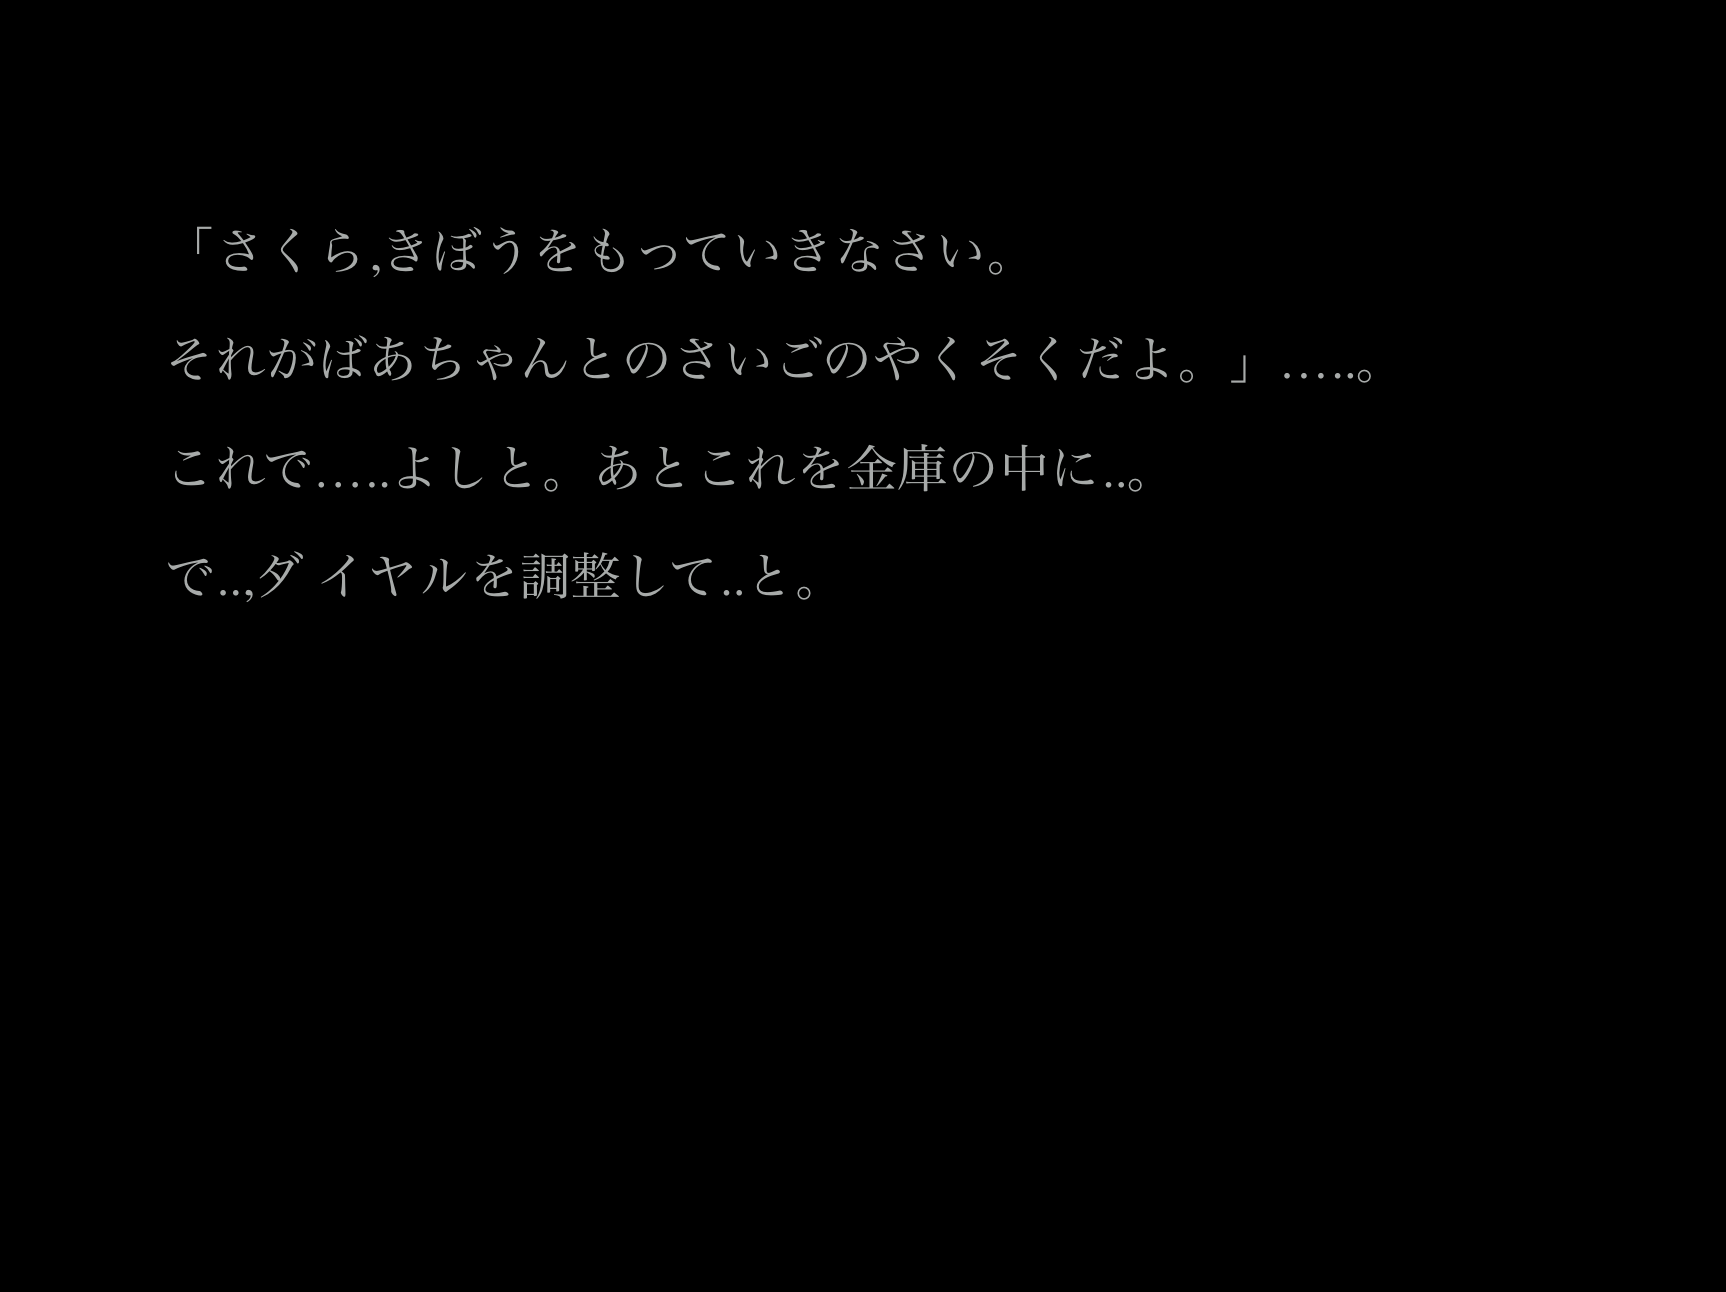 「さくら,きぼうをもっていきなさい。
それがばあちゃんとのさいごのやくそくだよ。」…..。
これで…..よしと。あとこれを金庫の中に..。
で..,ダ イヤルを調整して..と。